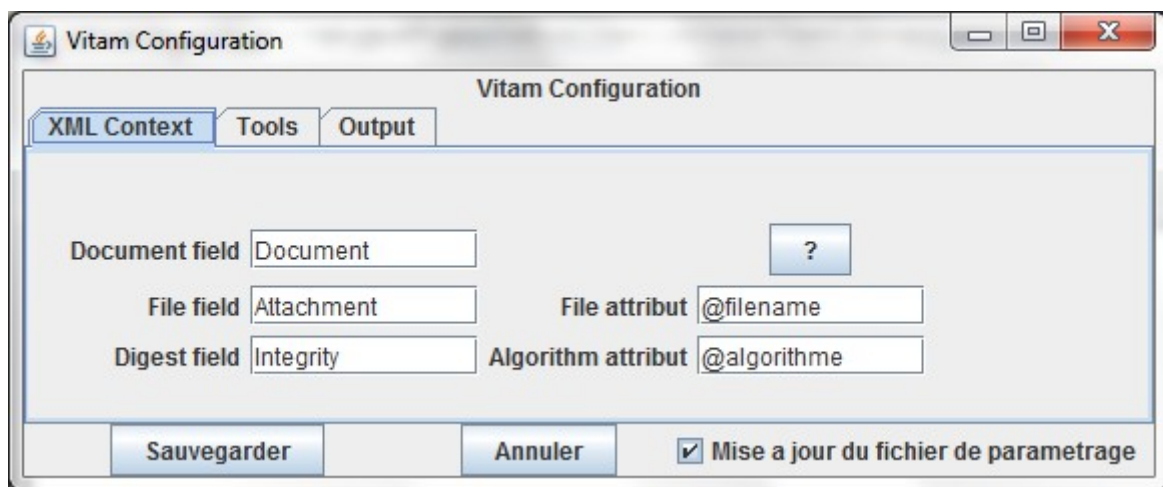 Vitam Configuration
Vitam Configuration
XML Context Tools Output
Document field Document ?
File field Attachment File attribut @filename
Digest field Integrity Algorithm attribut @algorithme
Sauvegarder Annuler Mise a jour du fichier de parametrage